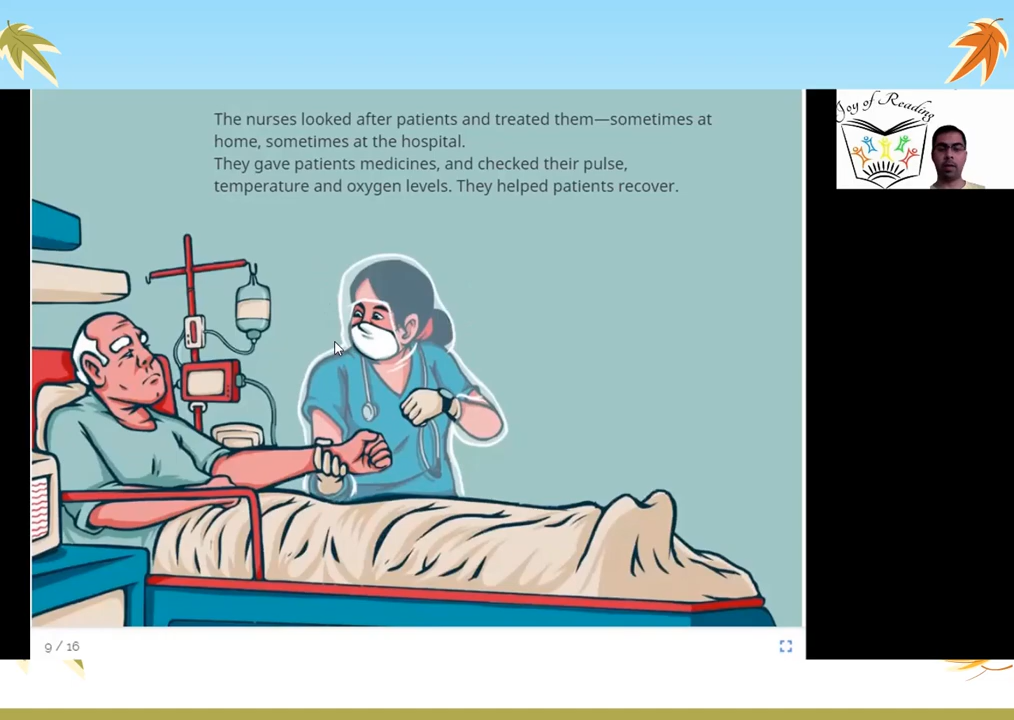 The nurses looked after patients and treated them—sometimes at
home, sometimes at the hospital.
They gave patients medicines, and checked their pulse,
temperature and oxygen levels. They helped patients recover.
Joy of Reading
9 / 16